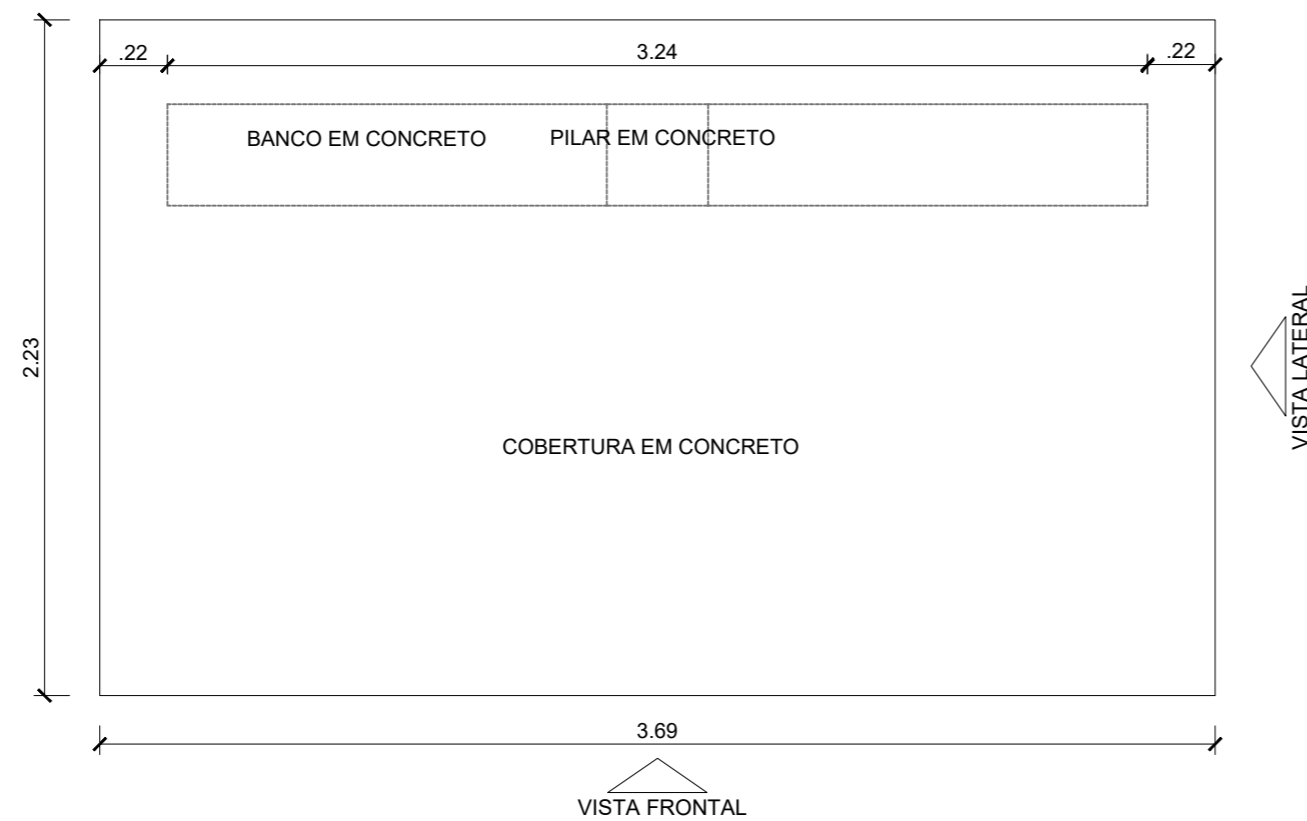 .22
3.24
.22
BANCO EM CONCRETO
PILAR EM CONCRETO
2.23
VISTA LATERAL
COBERTURA EM CONCRETO
3.69
VISTA FRONTAL